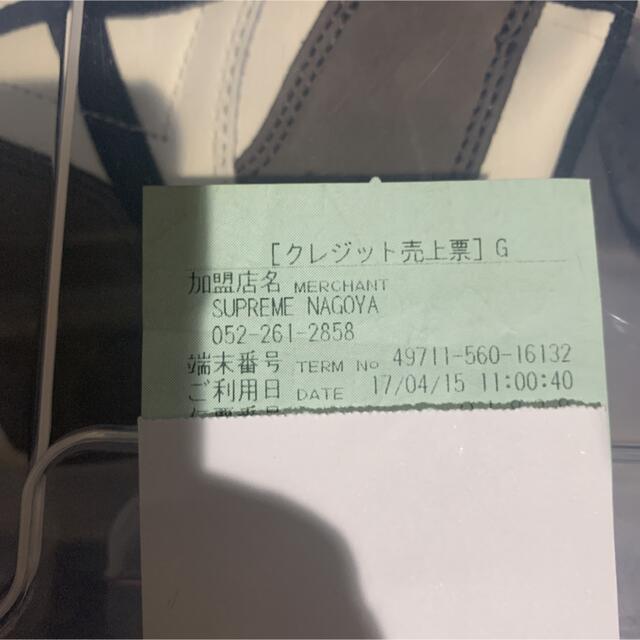 [クレジット売上票] G
加盟店名 MERCHANT
SUPREME NAGOYA
052-261-2858
端末番号 TERM No 49711-560-16132
ご利用日 DATE 17/04/15 11:00:40